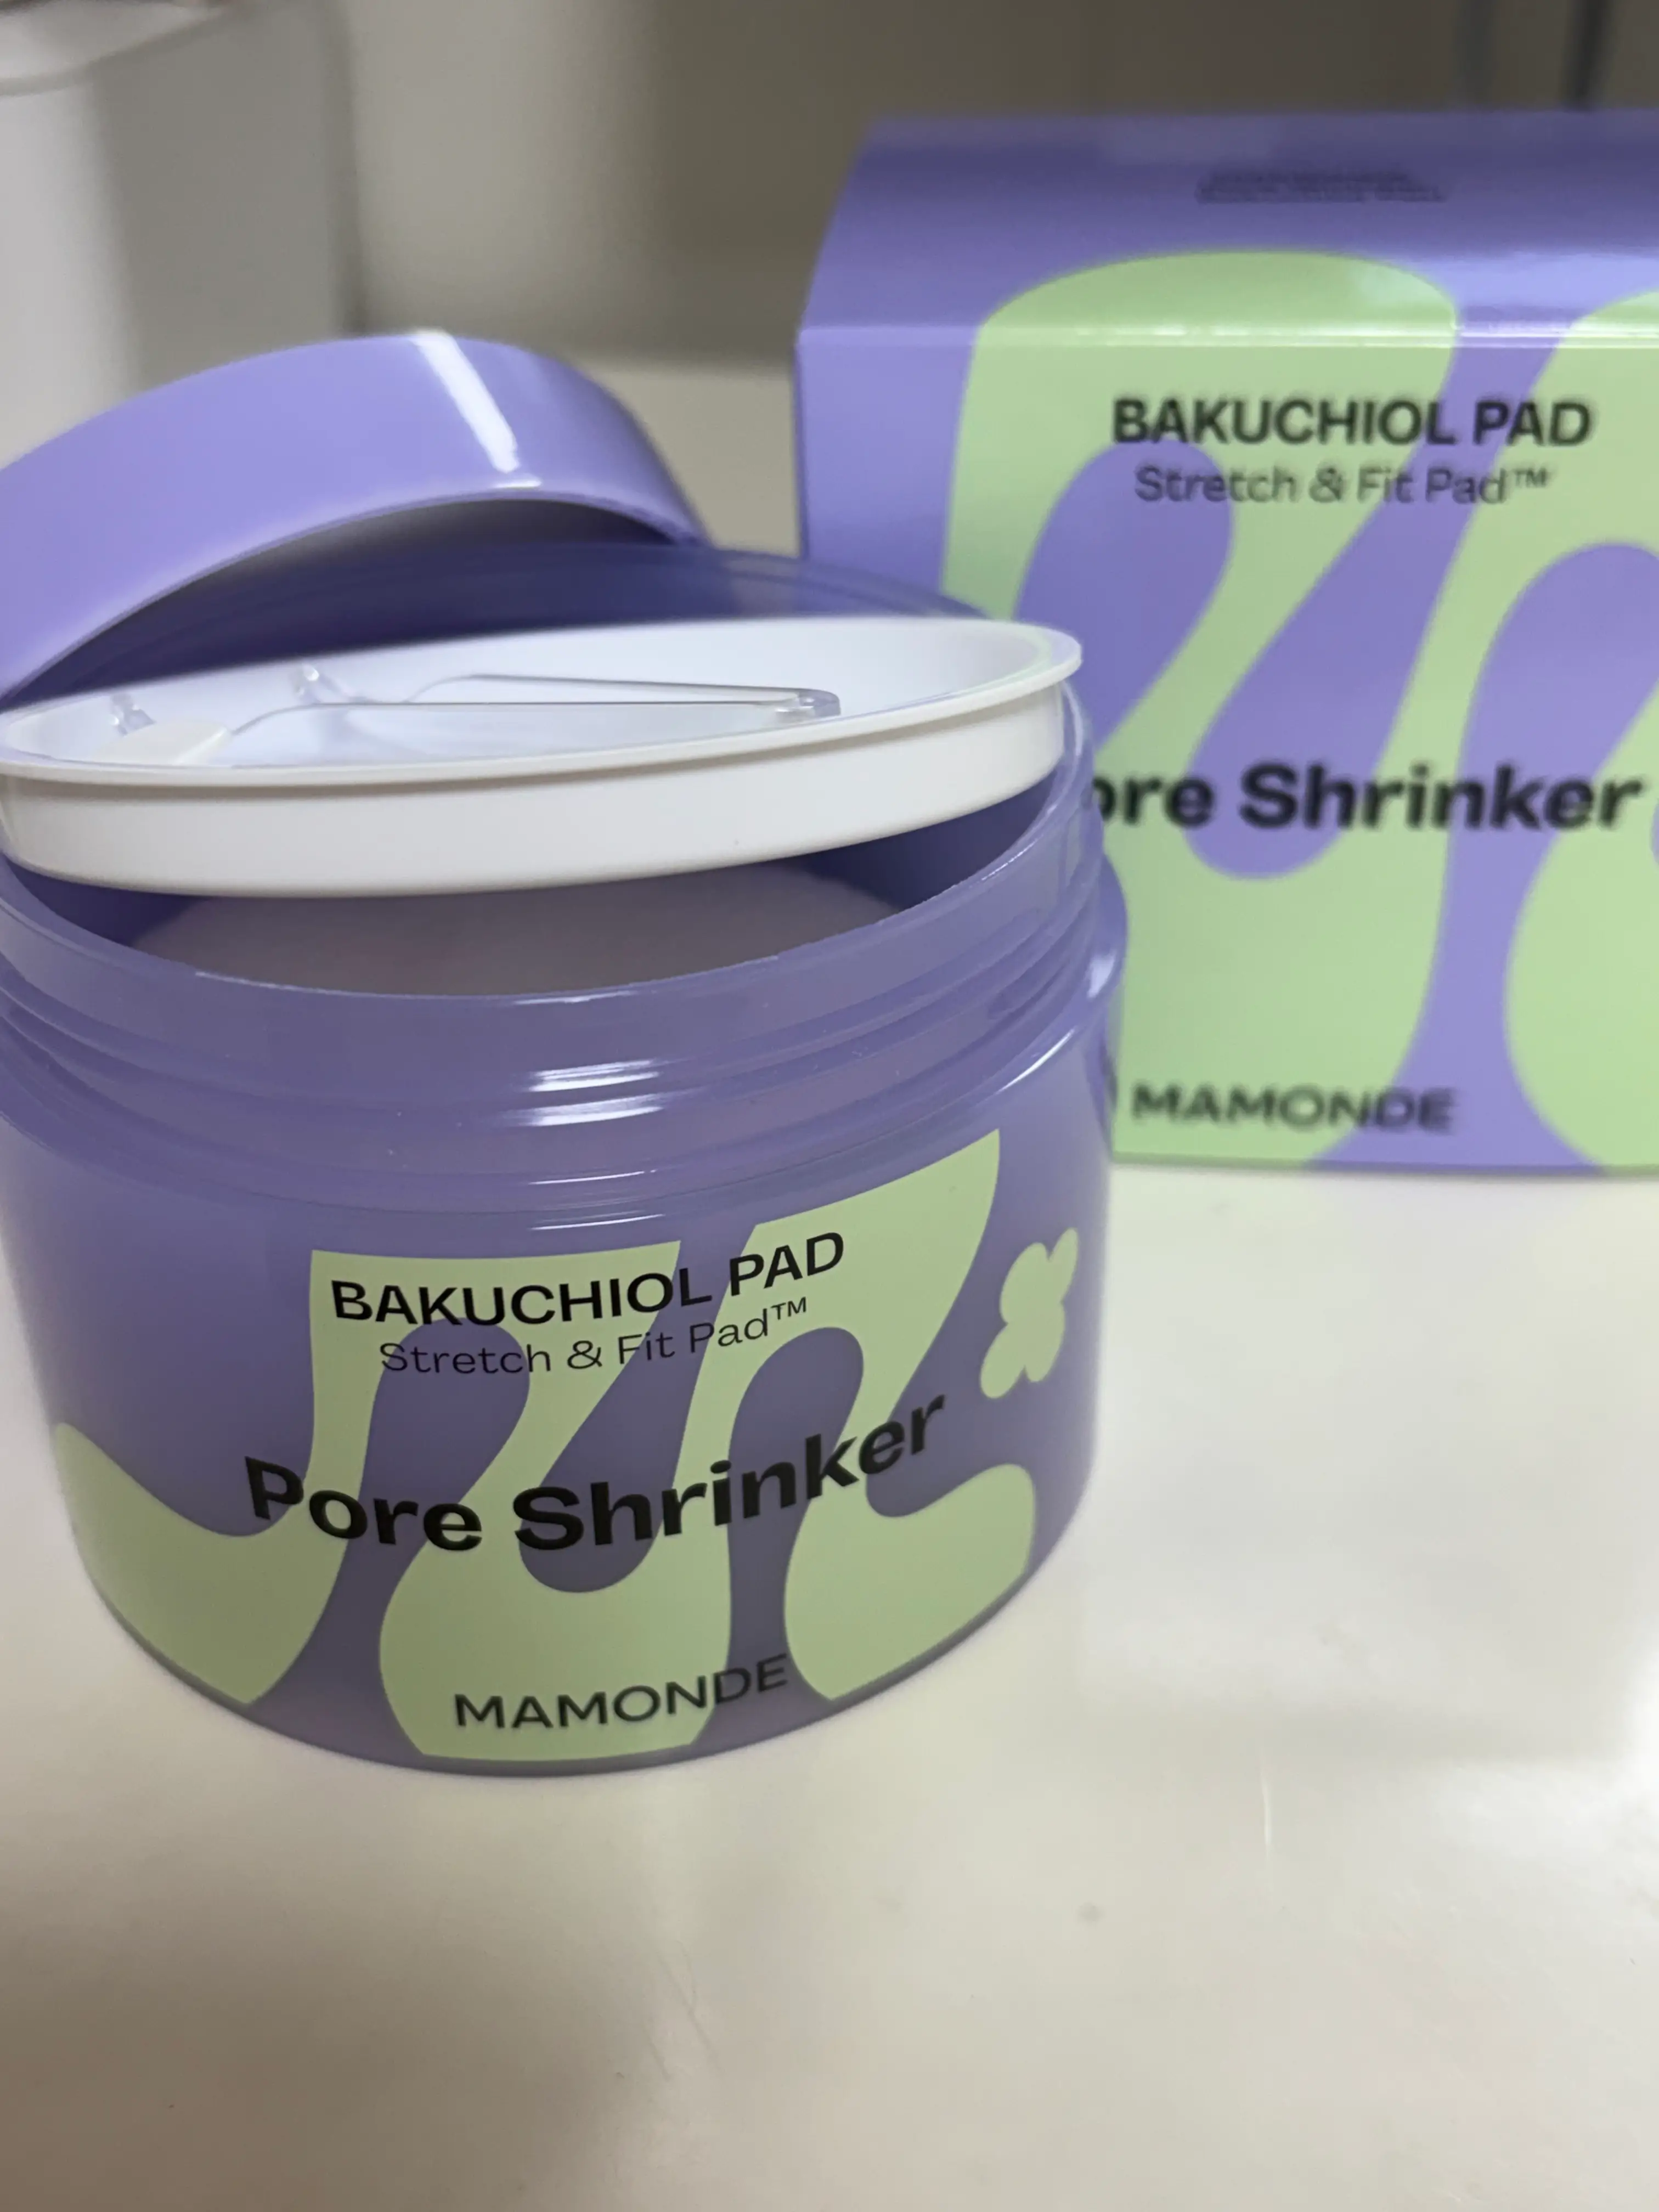 BAKUCHIOL PAD
Stretch & Fit Pad™
ore Shrinker
MAMONDE
BAKUCHIOL PAD
Stretch & Fit Pad™
Pore Shrinker
MAMONDE